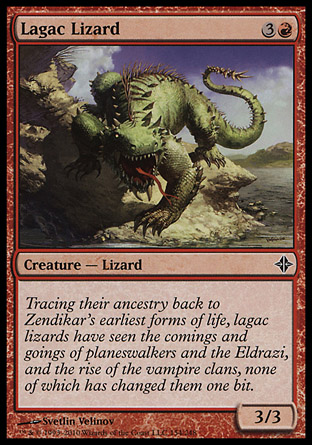 Lagac Lizard 3
Creature — Lizard
Tracing their ancestry back to
Zendikar's earliest forms of life, lagac
lizards have seen the comings and
goings of planeswalkers and the Eldrazi,
and the rise of the vampire clans, none
of which has changed them one bit.
Svetlin Velinov
3/3